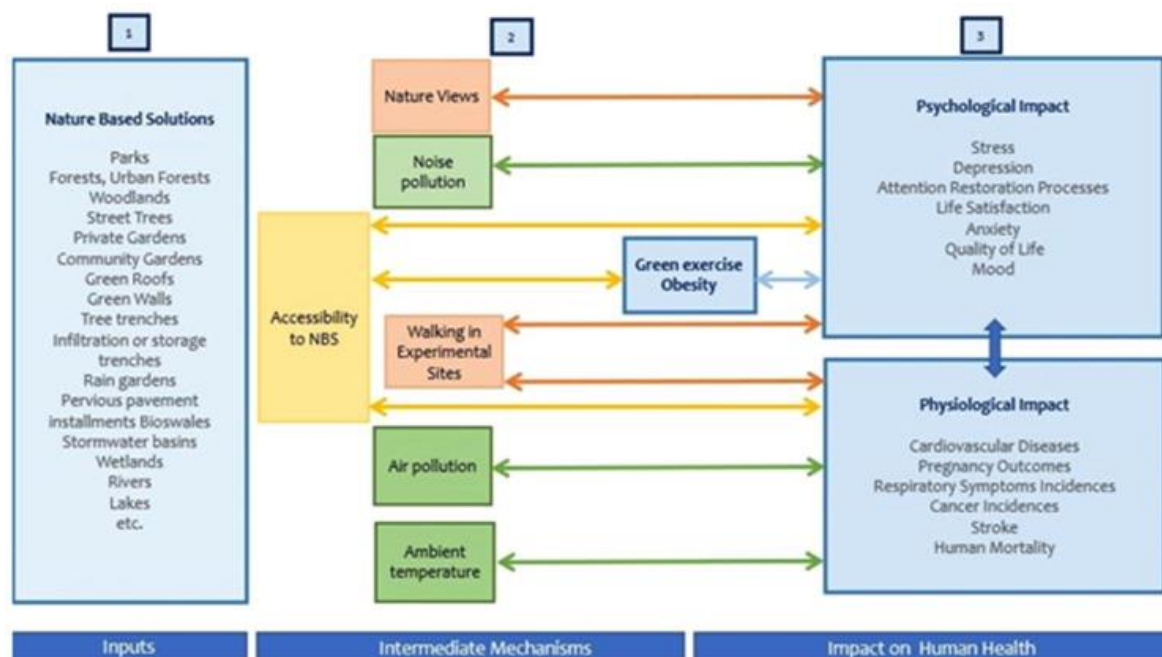 1
2
3
Nature Based Solutions
Parks
Forests, Urban Forests
Woodlands
Street Trees
Private Gardens
Community Gardens
Green Roofs
Green Walls
Tree trenches
Infiltration or storage
trenches
Rain gardens
Pervious pavement
installments Bioswales
Stormwater basins
Wetlands
Rivers
Lakes
etc.
Accessibility
to NBS
Nature Views
Noise
pollution
Green exercise
Obesity
Walking in
Experimental
Sites
Air pollution
Ambient
temperature
Psychological Impact
Stress
Depression
Attention Restoration Processes
Life Satisfaction
Anxiety
Quality of Life
Mood
Physiological Impact
Cardiovascular Diseases
Pregnancy Outcomes
Respiratory Symptoms Incidences
Cancer Incidences
Stroke
Human Mortality
Inputs
Intermediate Mechanisms
Impact on Human Health